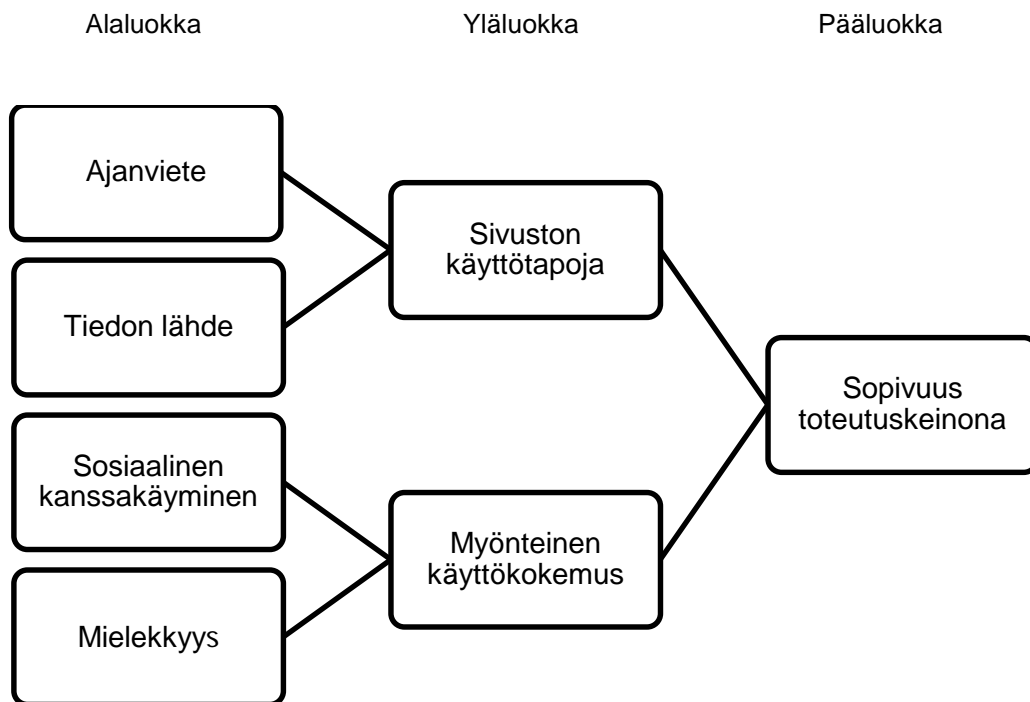 Alaluokka
Yläluokka
Pääluokka
Ajanviete
Tiedon lähde
Sosiaalinen
kanssakäyminen
Mielekkyys
Sivuston
käyttötapoja
Myönteinen
käyttökokemus
Sopivuus
toteutuskeinona